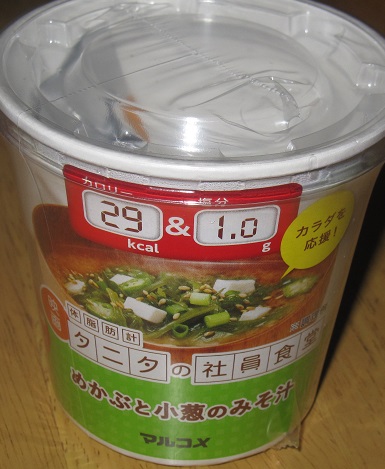 カロリー 塩分
29 & 1.0
kcal g
カラダを
応援!
体脂肪計
タニタの社員食堂
めかぶと小葱のみそ汁
マルコメ